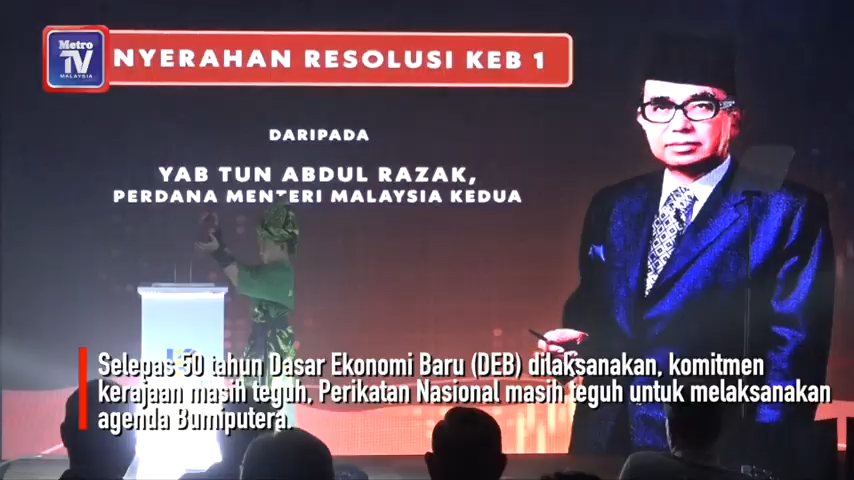 Metro
TV
MALAYSIA
NYERAHAN RESOLUSI KEB 1
DARIPADA
YAB TUN ABDUL RAZAK,
PERDANA MENTERI MALAYSIA KEDUA
Selepas 50 tahun Dasar Ekonomi Baru (DEB) dilaksanakan, komitmen
kerajaan masih teguh, Perikatan Nasional masih teguh untuk melaksanakan
agenda Bumiputera.